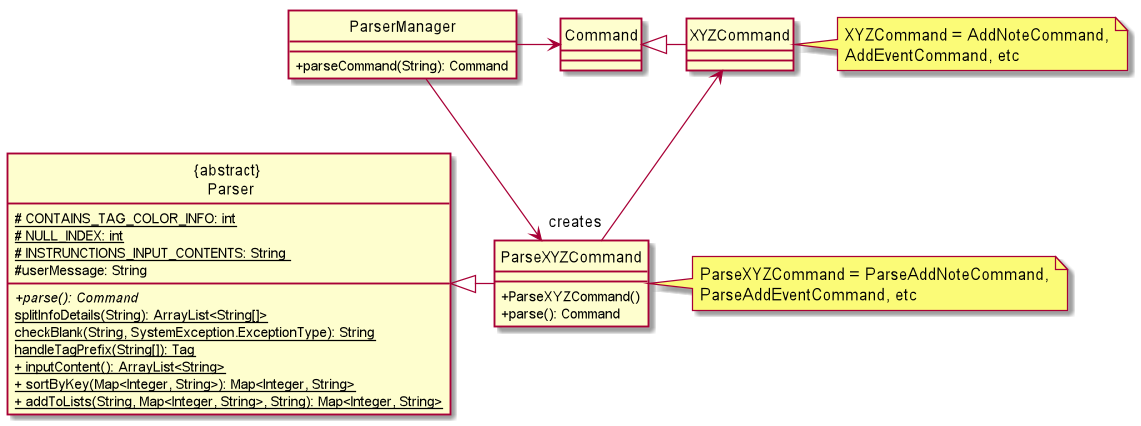 ParserManager
+parseCommand(String): Command
Command
XYZCommand
XYZCommand = AddNoteCommand,
AddEventCommand, etc
{abstract}
Parser
# CONTAINS_TAG_COLOR_INFO: int
# NULL_INDEX: int
# INSTRUNCTIONS_INPUT_CONTENTS: String
#userMessage: String
+parse(): Command
splitInfoDetails(String): ArrayList<String[]>
checkBlank(String, SystemException.ExceptionType): String
handleTagPrefix(String[]): Tag
+ inputContent(): ArrayList<String>
+ sortByKey(Map<Integer, String>): Map<Integer, String>
+ addToLists(String, Map<Integer, String>, String): Map<Integer, String>
creates
ParseXYZCommand
+ParseXYZCommand()
+parse(): Command
ParseXYZCommand = ParseAddNoteCommand,
ParseAddEventCommand, etc